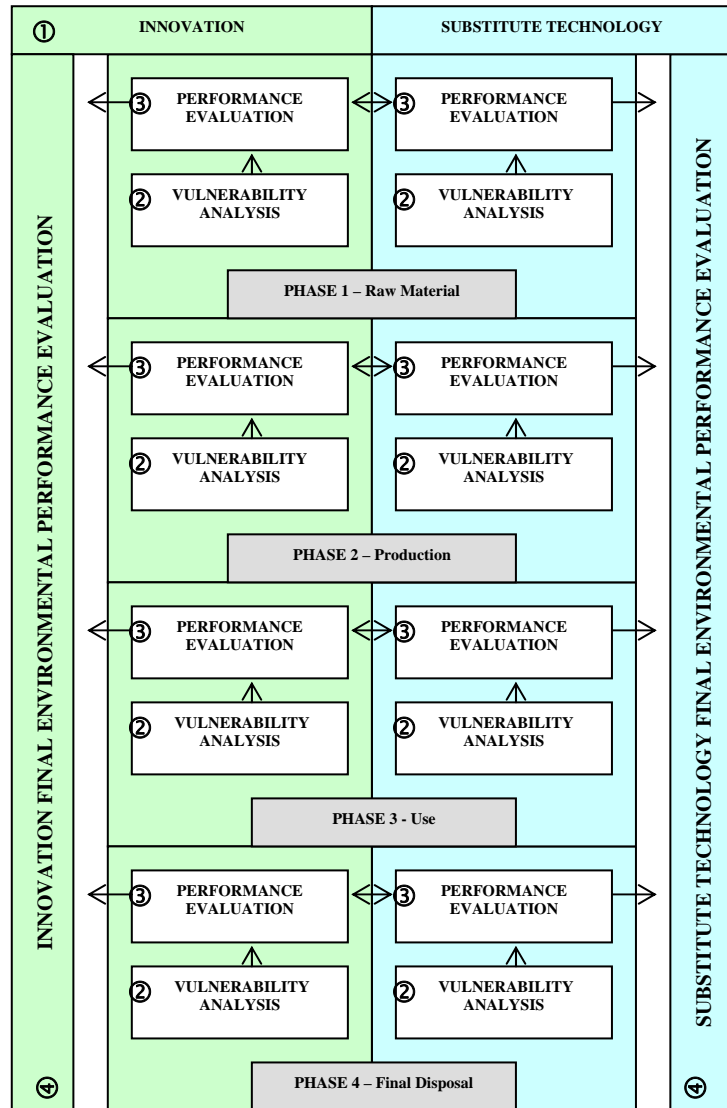 ① INNOVATION
SUBSTITUTE TECHNOLOGY
INNOVATION FINAL ENVIRONMENTAL PERFORMANCE EVALUATION
④
③ PERFORMANCE
EVALUATION
③ PERFORMANCE
EVALUATION
② VULNERABILITY
ANALYSIS
② VULNERABILITY
ANALYSIS
PHASE 1 – Raw Material
③ PERFORMANCE
EVALUATION
③ PERFORMANCE
EVALUATION
② VULNERABILITY
ANALYSIS
② VULNERABILITY
ANALYSIS
PHASE 2 – Production
③ PERFORMANCE
EVALUATION
③ PERFORMANCE
EVALUATION
② VULNERABILITY
ANALYSIS
② VULNERABILITY
ANALYSIS
PHASE 3 - Use
③ PERFORMANCE
EVALUATION
③ PERFORMANCE
EVALUATION
② VULNERABILITY
ANALYSIS
② VULNERABILITY
ANALYSIS
PHASE 4 – Final Disposal
SUBSTITUTE TECHNOLOGY FINAL ENVIRONMENTAL PERFORMANCE EVALUATION
④